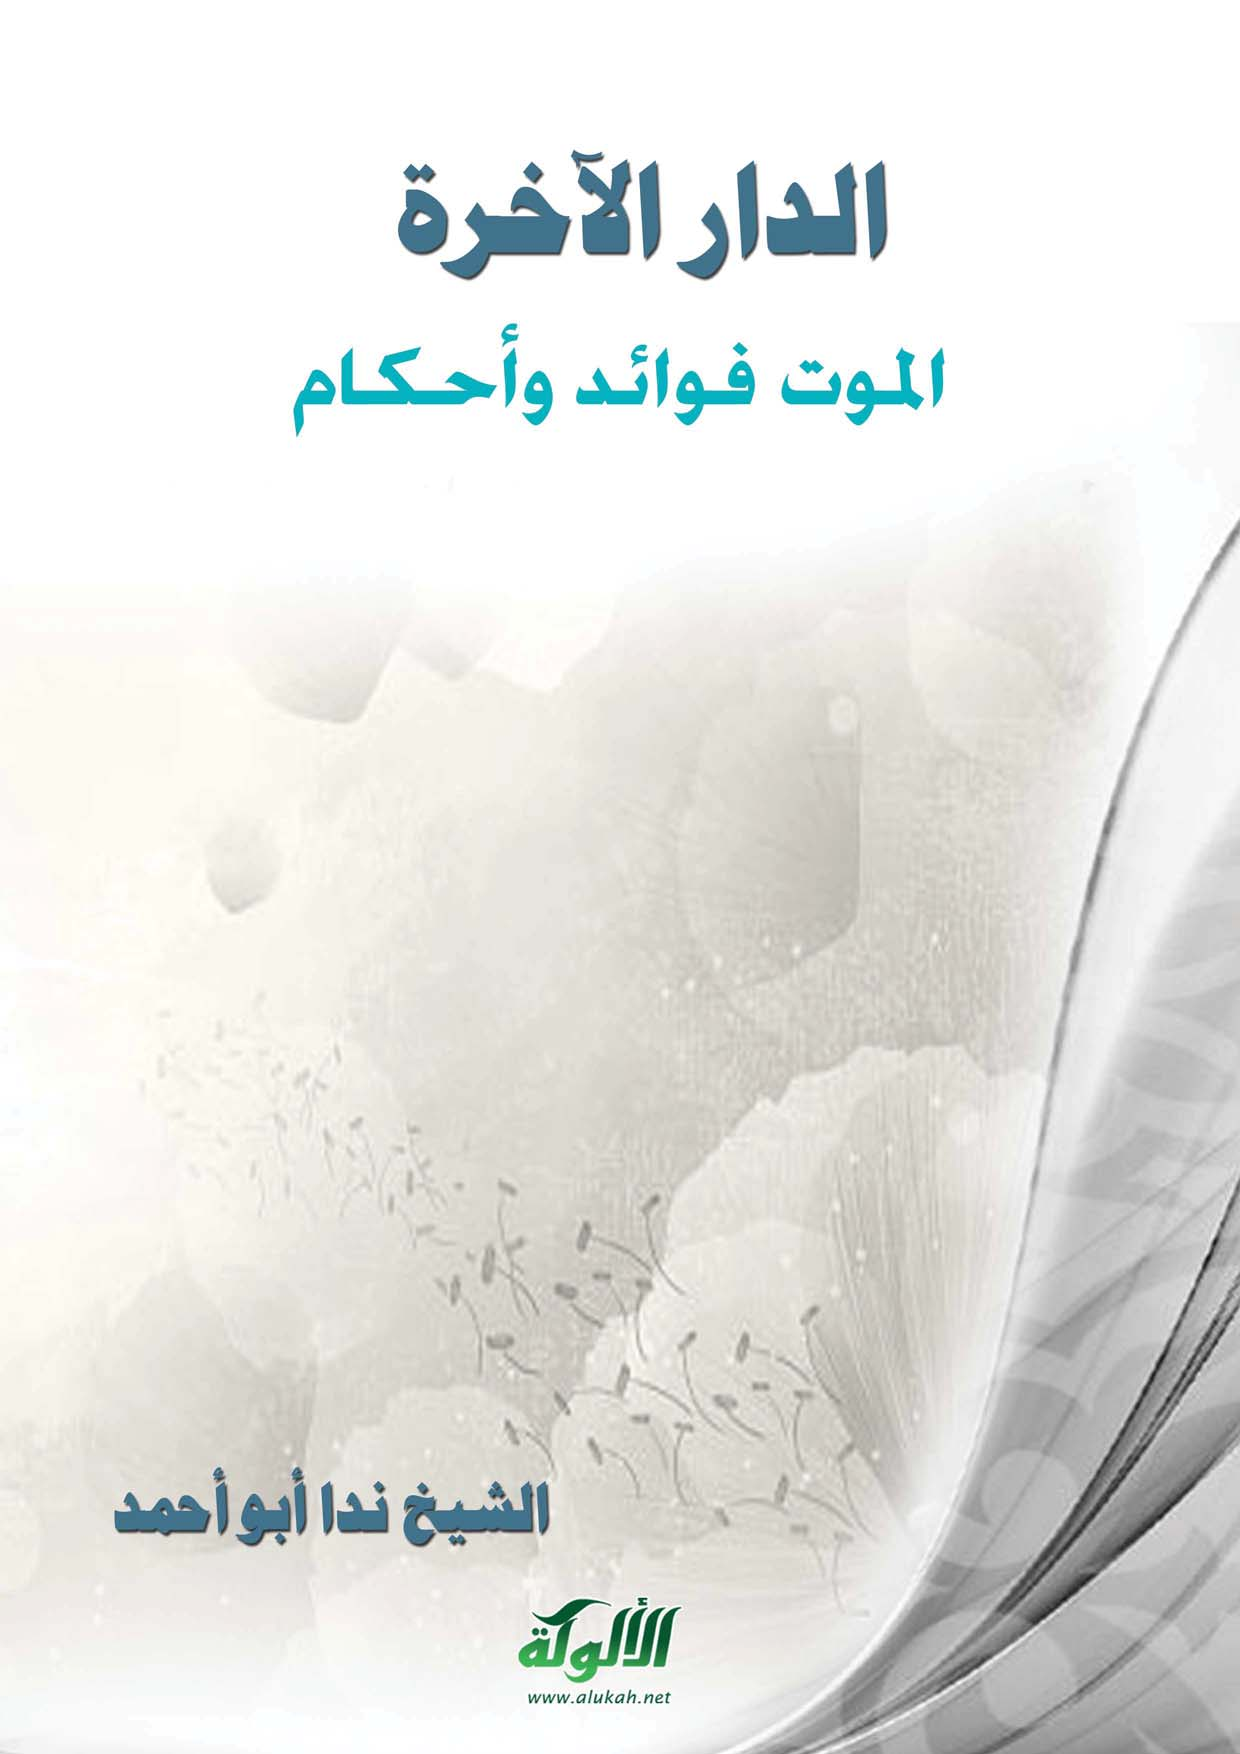 الدار الآخرة
الموت فوائد وأحكام
الشيخ ندا أبو أحمد
الألوكة
www.alukah.net